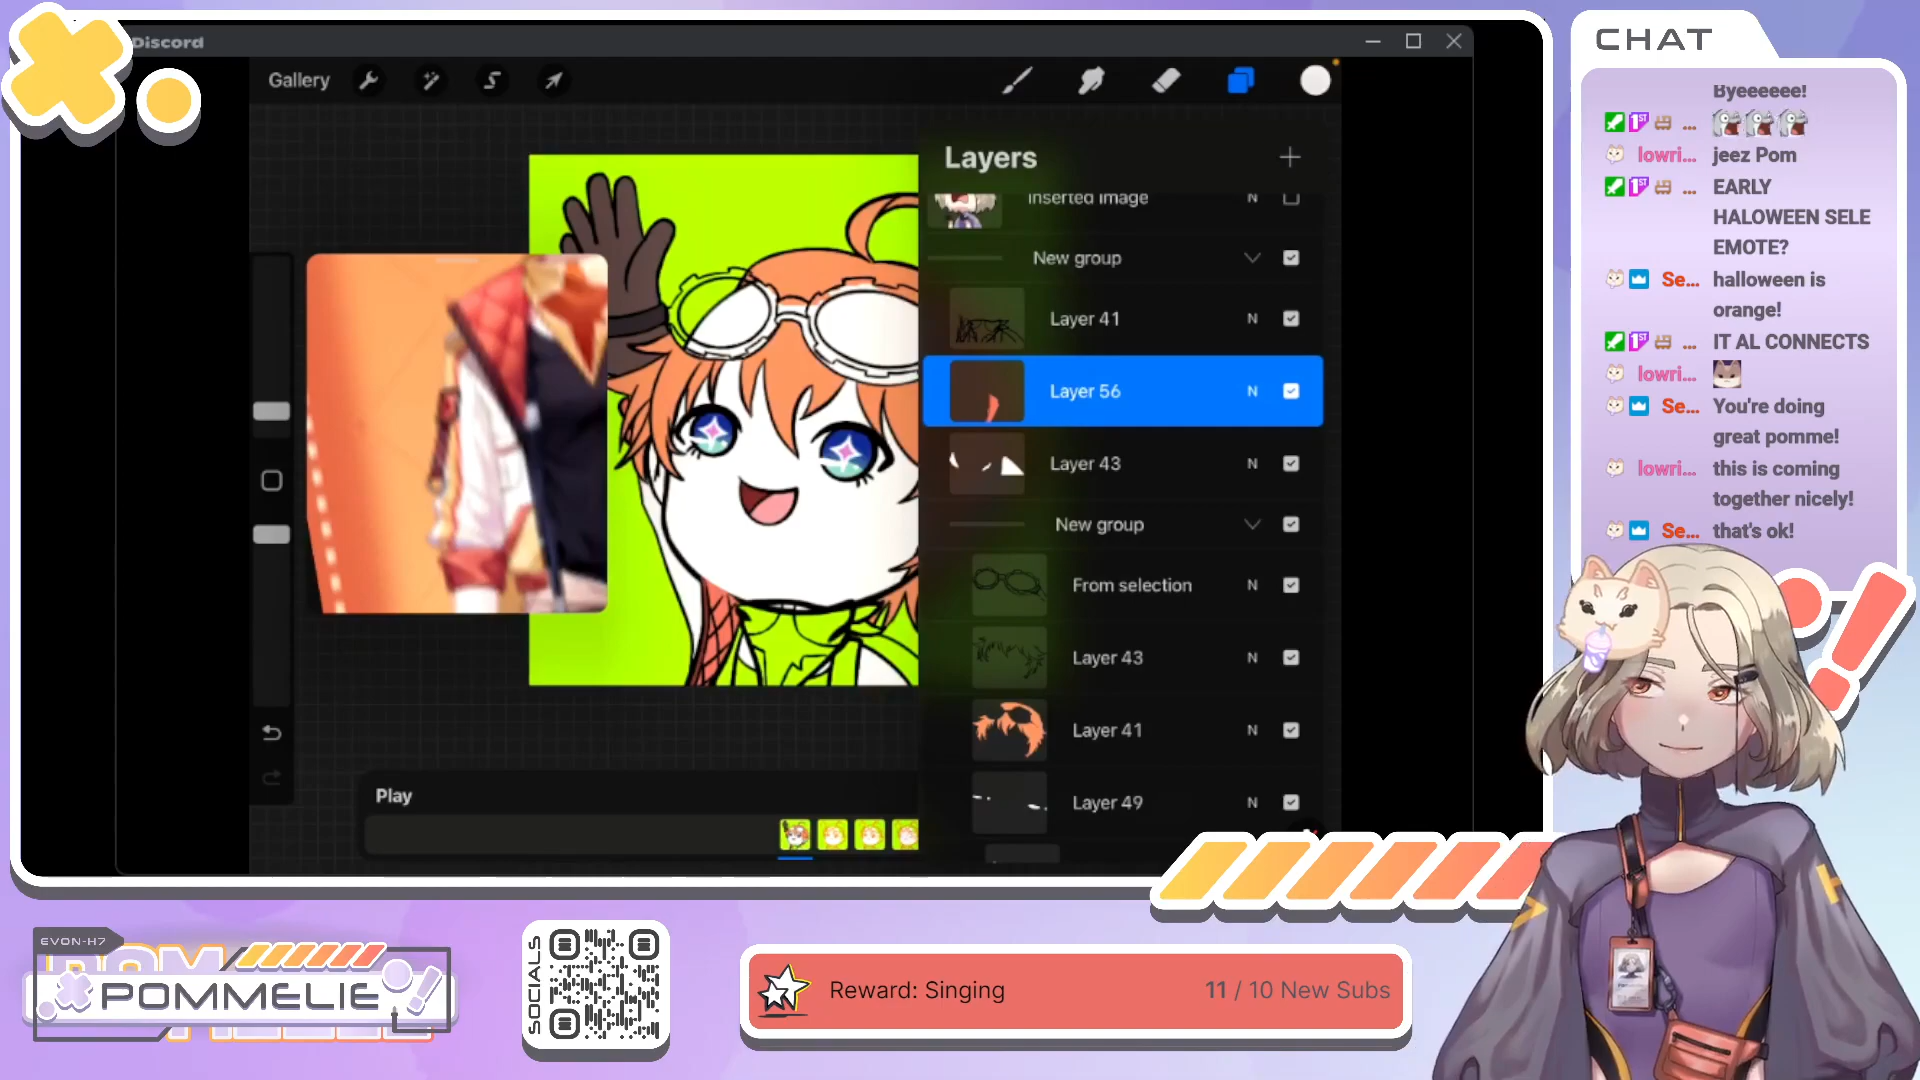 Discord
Gallery
Layers
Inserted Image
N
New group
Layer 41
N
Layer 56
N
Layer 43
N
New group
From selection
N
Layer 43
N
Layer 41
N
Layer 49
N
Play
CHAT
Byeeeeee!
1ST
...
lowri... jeez Pom
1ST ... EARLY
HALOWEEN SELE
EMOTE?
Se... halloween is
orange!
1ST ... IT AL CONNECTS
lowri...
Se... You're doing
great pomme!
lowri... this is coming
together nicely!
Se... that's ok!
EVON-H7
POMMELIE
SOCIALS
Reward: Singing
11 / 10 New Subs